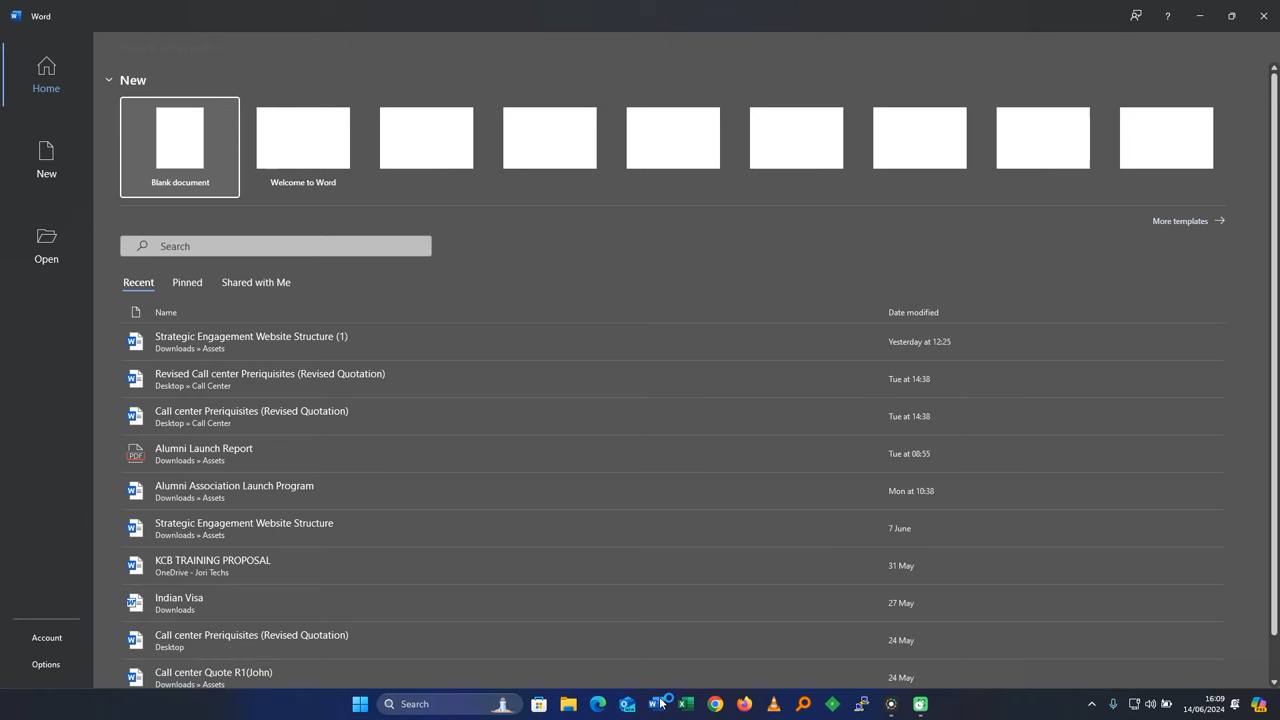 Word
Home
New
Open
Account
Options
New
Blank document
Welcome to Word
More templates
Search
Recent Pinned Shared with Me
Name Date modified
Strategic Engagement Website Structure (1)
Downloads » Assets
Yesterday at 12:25
Revised Call center Preriquisites (Revised Quotation)
Desktop » Call Center
Tue at 14:38
Call center Preriquisites (Revised Quotation)
Desktop » Call Center
Tue at 14:38
PDF
Alumni Launch Report
Downloads » Assets
Tue at 08:55
Alumni Association Launch Program
Downloads » Assets
Mon at 10:38
Strategic Engagement Website Structure
Downloads » Assets
7 June
KCB TRAINING PROPOSAL
OneDrive - Jori Techs
31 May
Indian Visa
Downloads
27 May
Call center Preriquisites (Revised Quotation)
Desktop
24 May
Call center Quote R1(John)
Downloads » Assets
24 May
Search
16:09
14/06/2024